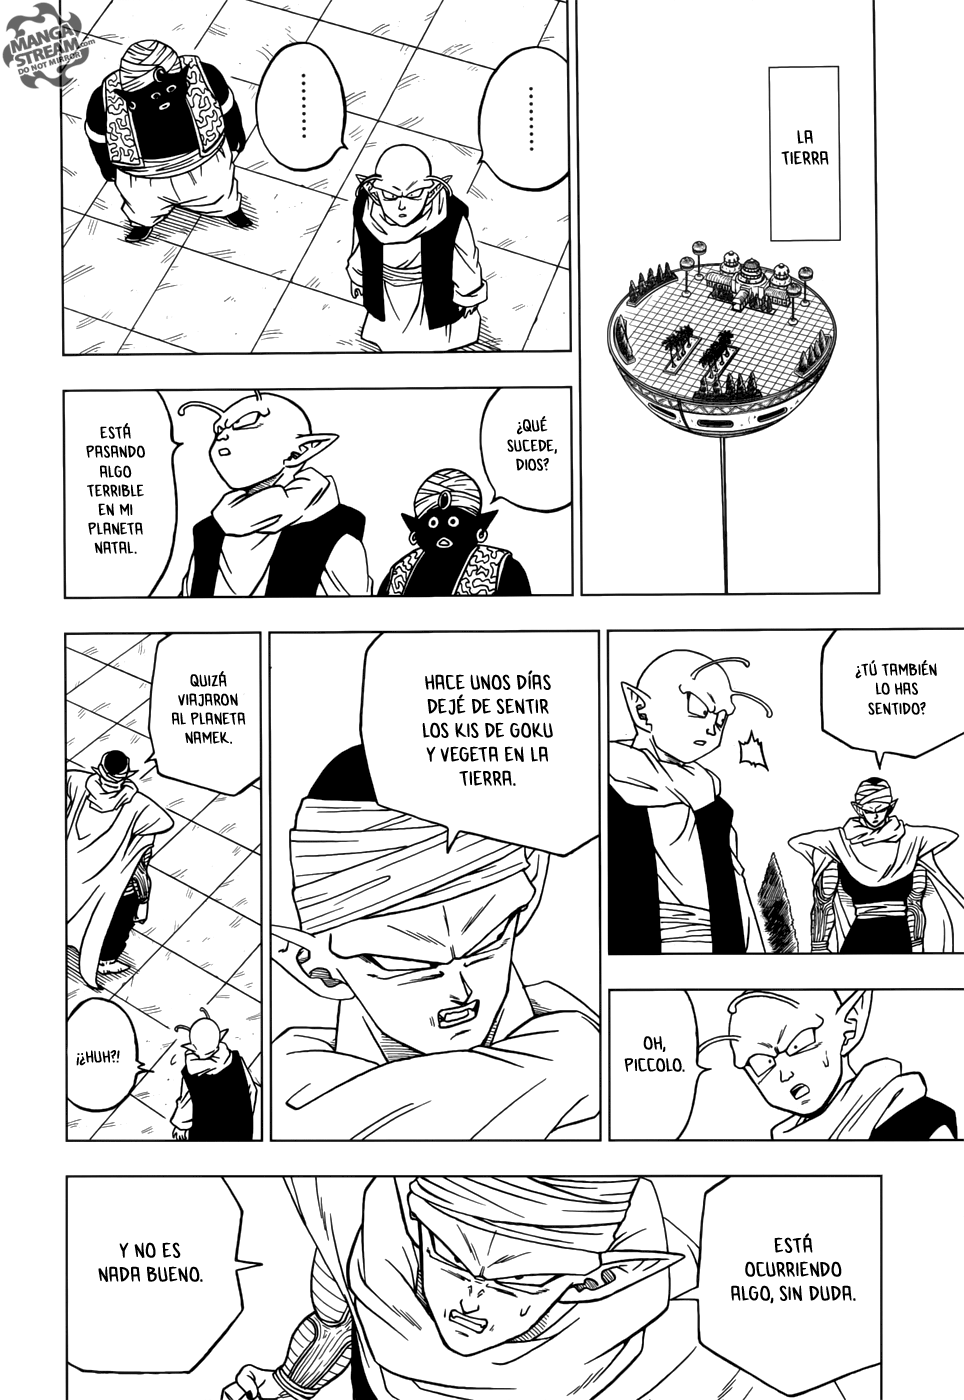 MANGA
STREAM.com
DO NOT MIRROR
LA
TIERRA
.........
.........
¿QUÉ
SUCEDE,
DIOS?
ESTÁ
PASANDO
ALGO
TERRIBLE
EN MI
PLANETA
NATAL.
¿TÚ TAMBIÉN
LO HAS
SENTIDO?
OH,
PICCOLO.
HACE UNOS DÍAS
DEJÉ DE SENTIR
LOS KIS DE GOKU
Y VEGETA EN LA
TIERRA.
QUIZÁ
VIAJARON
AL PLANETA
NAMEK.
¡¿HUH?!
ESTÁ
OCURRIENDO
ALGO, SIN DUDA.
Y NO ES
NADA BUENO.